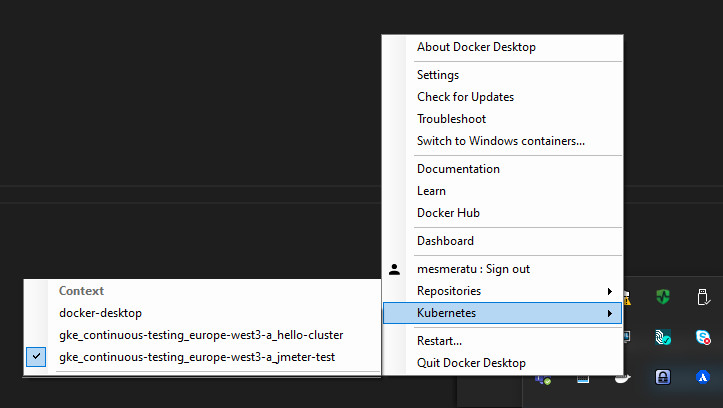 About Docker Desktop
Settings
Check for Updates
Troubleshoot
Switch to Windows containers...
Documentation
Learn
Docker Hub
Dashboard
mesmeratu : Sign out
Repositories
Kubernetes
Restart...
Quit Docker Desktop
Context
docker-desktop
gke_continuous-testing_europe-west3-a_hello-cluster
gke_continuous-testing_europe-west3-a_jmeter-test